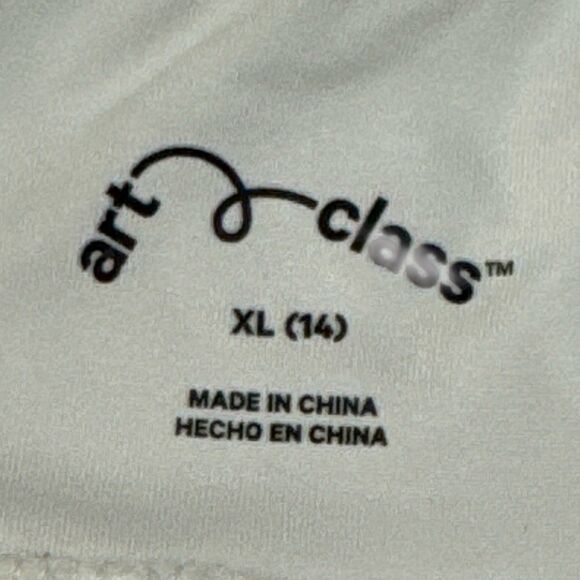 art class™
XL (14)
MADE IN CHINA
HECHO EN CHINA